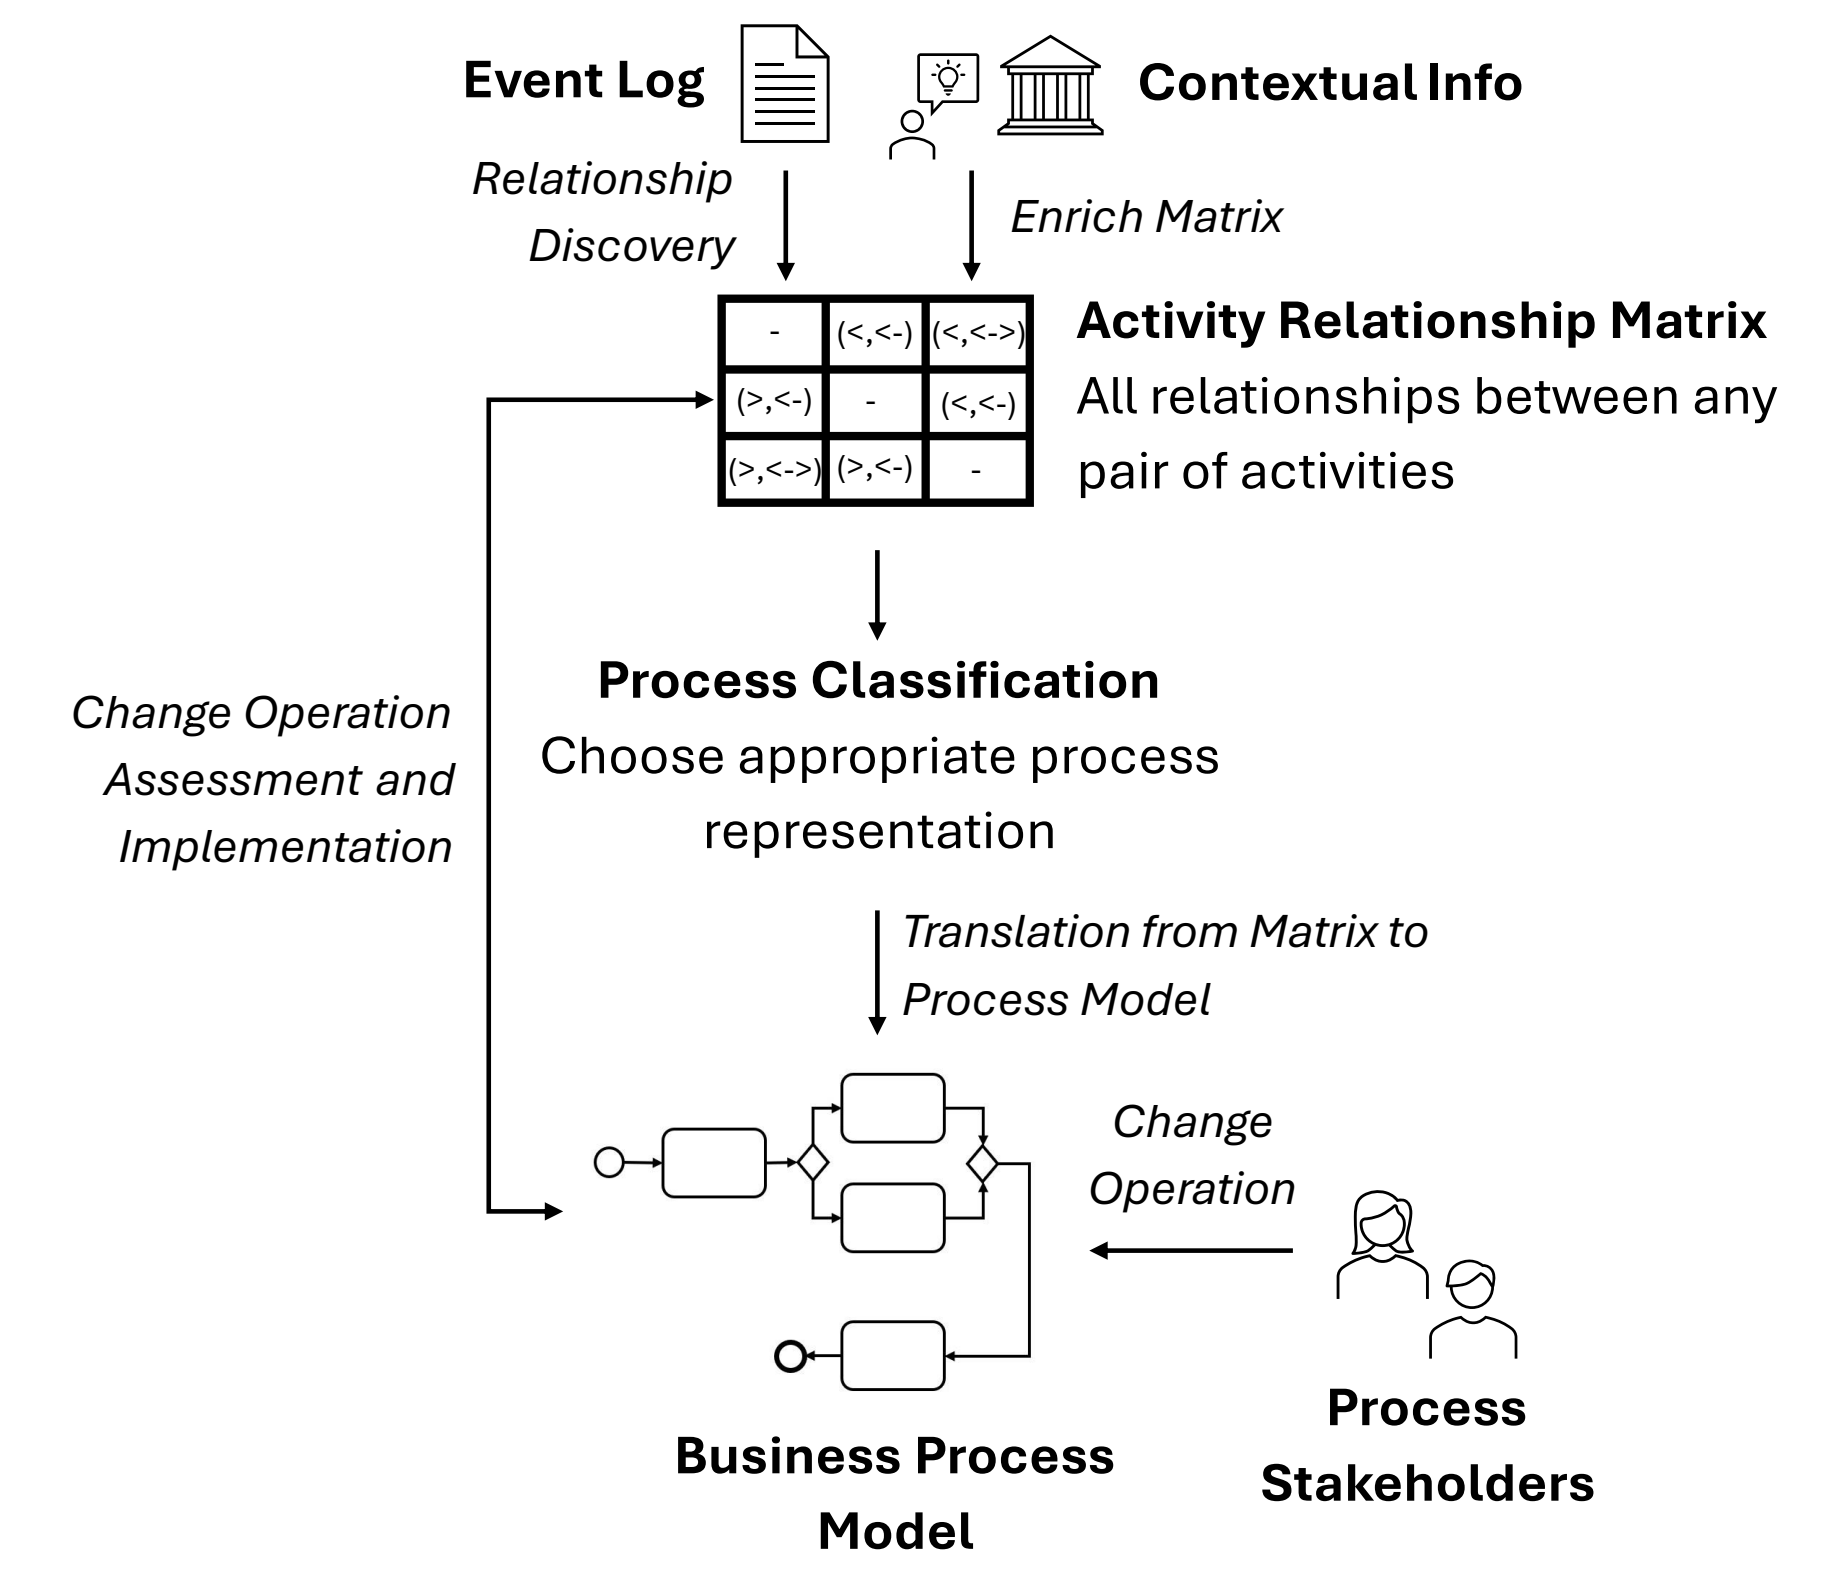 Event Log
Contextual Info
Relationship
Discovery
Enrich Matrix
- (<,<-) (<,<->)
(>,<-) - (<,<-)
(>,<->) (>,<-) -
Activity Relationship Matrix
All relationships between any
pair of activities
Process Classification
Choose appropriate process
representation
Change Operation
Assessment and
Implementation
Translation from Matrix to
Process Model
Change
Operation
Business Process
Model
Process
Stakeholders